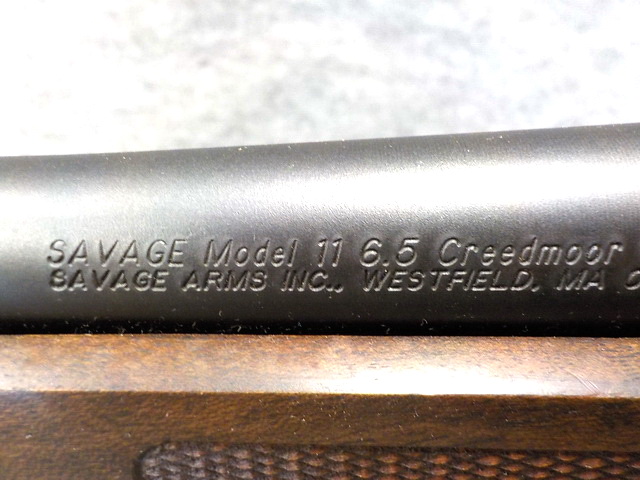 SAVAGE Model 11 6.5 Creedmoor
SAVAGE ARMS INC., WESTFIELD, MA